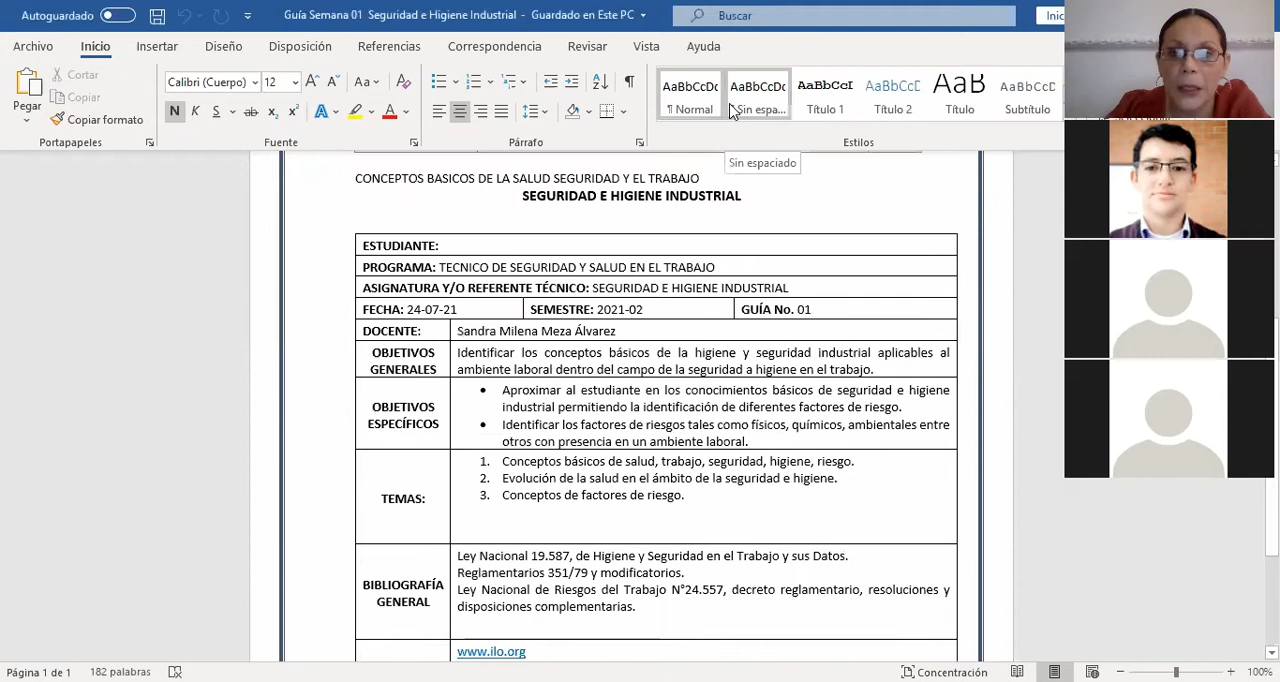 Autoguardado
Guía Semana 01 Seguridad e Higiene Industrial - Guardado en Este PC
Buscar
Inic
Archivo Inicio Insertar Diseño Disposición Referencias Correspondencia Revisar Vista Ayuda
Pegar
Cortar
Copiar
Copiar formato
Portapapeles
Calibri (Cuerpo) 12
Fuente
Párrafo
AaBbCcDc AaBbCcDc AaBbCcI AaBbCcD AaB AaBbCcD
¶ Normal Sin espa... Título 1 Título 2 Título Subtítulo
Estilos
Sin espaciado
CONCEPTOS BASICOS DE LA SALUD SEGURIDAD Y EL TRABAJO
SEGURIDAD E HIGIENE INDUSTRIAL
ESTUDIANTE:
PROGRAMA: TECNICO DE SEGURIDAD Y SALUD EN EL TRABAJO
ASIGNATURA Y/O REFERENTE TÉCNICO: SEGURIDAD E HIGIENE INDUSTRIAL
FECHA: 24-07-21 SEMESTRE: 2021-02 GUÍA No. 01
DOCENTE: Sandra Milena Meza Álvarez
OBJETIVOS GENERALES
Identificar los conceptos básicos de la higiene y seguridad industrial aplicables al
ambiente laboral dentro del campo de la seguridad a higiene en el trabajo.
OBJETIVOS ESPECÍFICOS
• Aproximar al estudiante en los conocimientos básicos de seguridad e higiene
industrial permitiendo la identificación de diferentes factores de riesgo.
• Identificar los factores de riesgos tales como físicos, químicos, ambientales entre
otros con presencia en un ambiente laboral.
TEMAS:
1. Conceptos básicos de salud, trabajo, seguridad, higiene, riesgo.
2. Evolución de la salud en el ámbito de la seguridad e higiene.
3. Conceptos de factores de riesgo.
BIBLIOGRAFÍA GENERAL
Ley Nacional 19.587, de Higiene y Seguridad en el Trabajo y sus Datos.
Reglamentarios 351/79 y modificatorios.
Ley Nacional de Riesgos del Trabajo N°24.557, decreto reglamentario, resoluciones y
disposiciones complementarias.
www.ilo.org
Página 1 de 1 182 palabras Concentración 100%